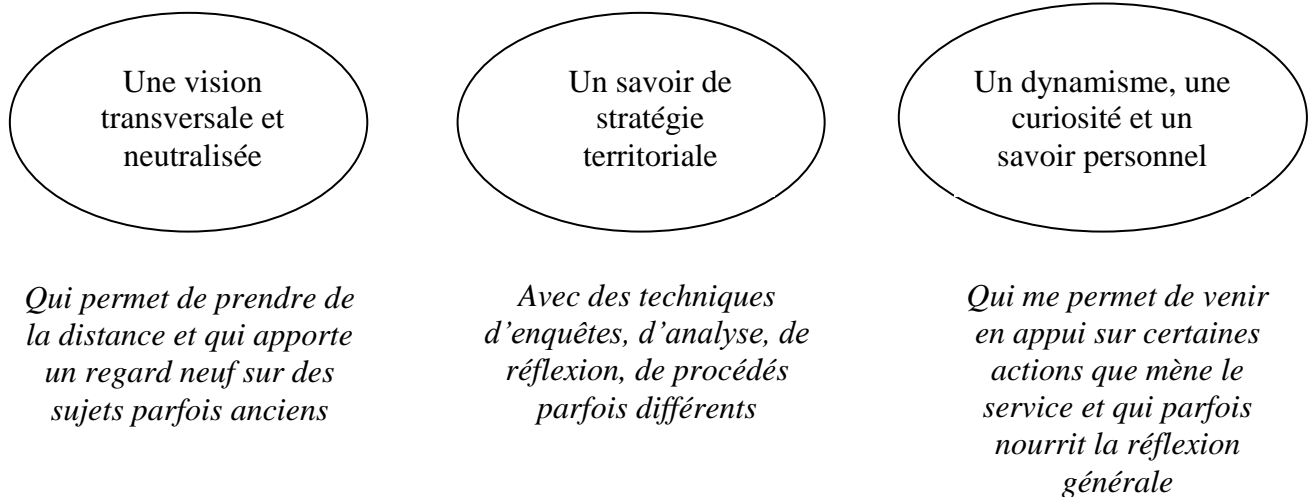 Une vision
transversale et
neutralisée
Qui permet de prendre de
la distance et qui apporte
un regard neuf sur des
sujets parfois anciens
Un savoir de
stratégie
territoriale
Avec des techniques
d’enquêtes, d’analyse, de
réflexion, de procédés
parfois différents
Un dynamisme, une
curiosité et un
savoir personnel
Qui me permet de venir
en appui sur certaines
actions que mène le
service et qui parfois
nourrit la réflexion
générale